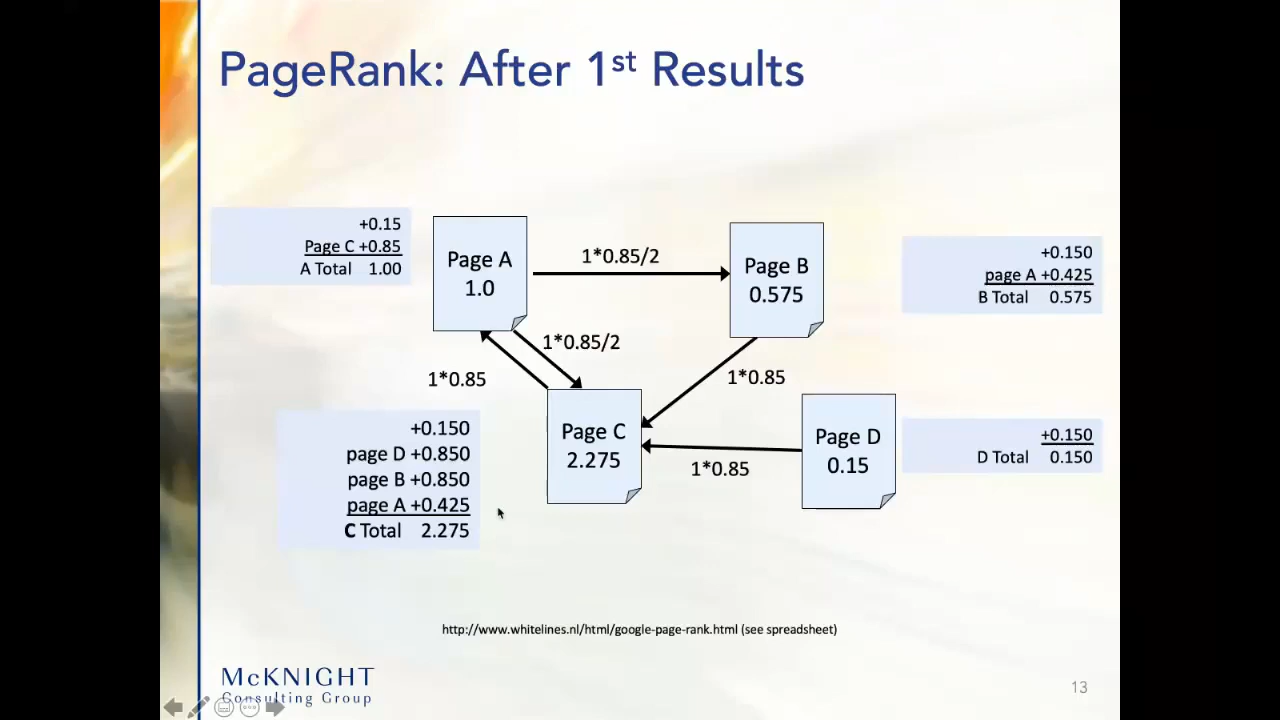 PageRank: After 1st Results
+0.15
Page C +0.85
A Total 1.00
Page A
1.0
1*0.85/2
Page B
0.575
+0.150
page A +0.425
B Total 0.575
1*0.85/2
1*0.85
1*0.85
+0.150
page D +0.850
page B +0.850
page A +0.425
C Total 2.275
Page C
2.275
1*0.85
Page D
0.15
+0.150
D Total 0.150
http://www.whitelines.nl/html/google-page-rank.html (see spreadsheet)
McKNIGHT
Consulting Group
13